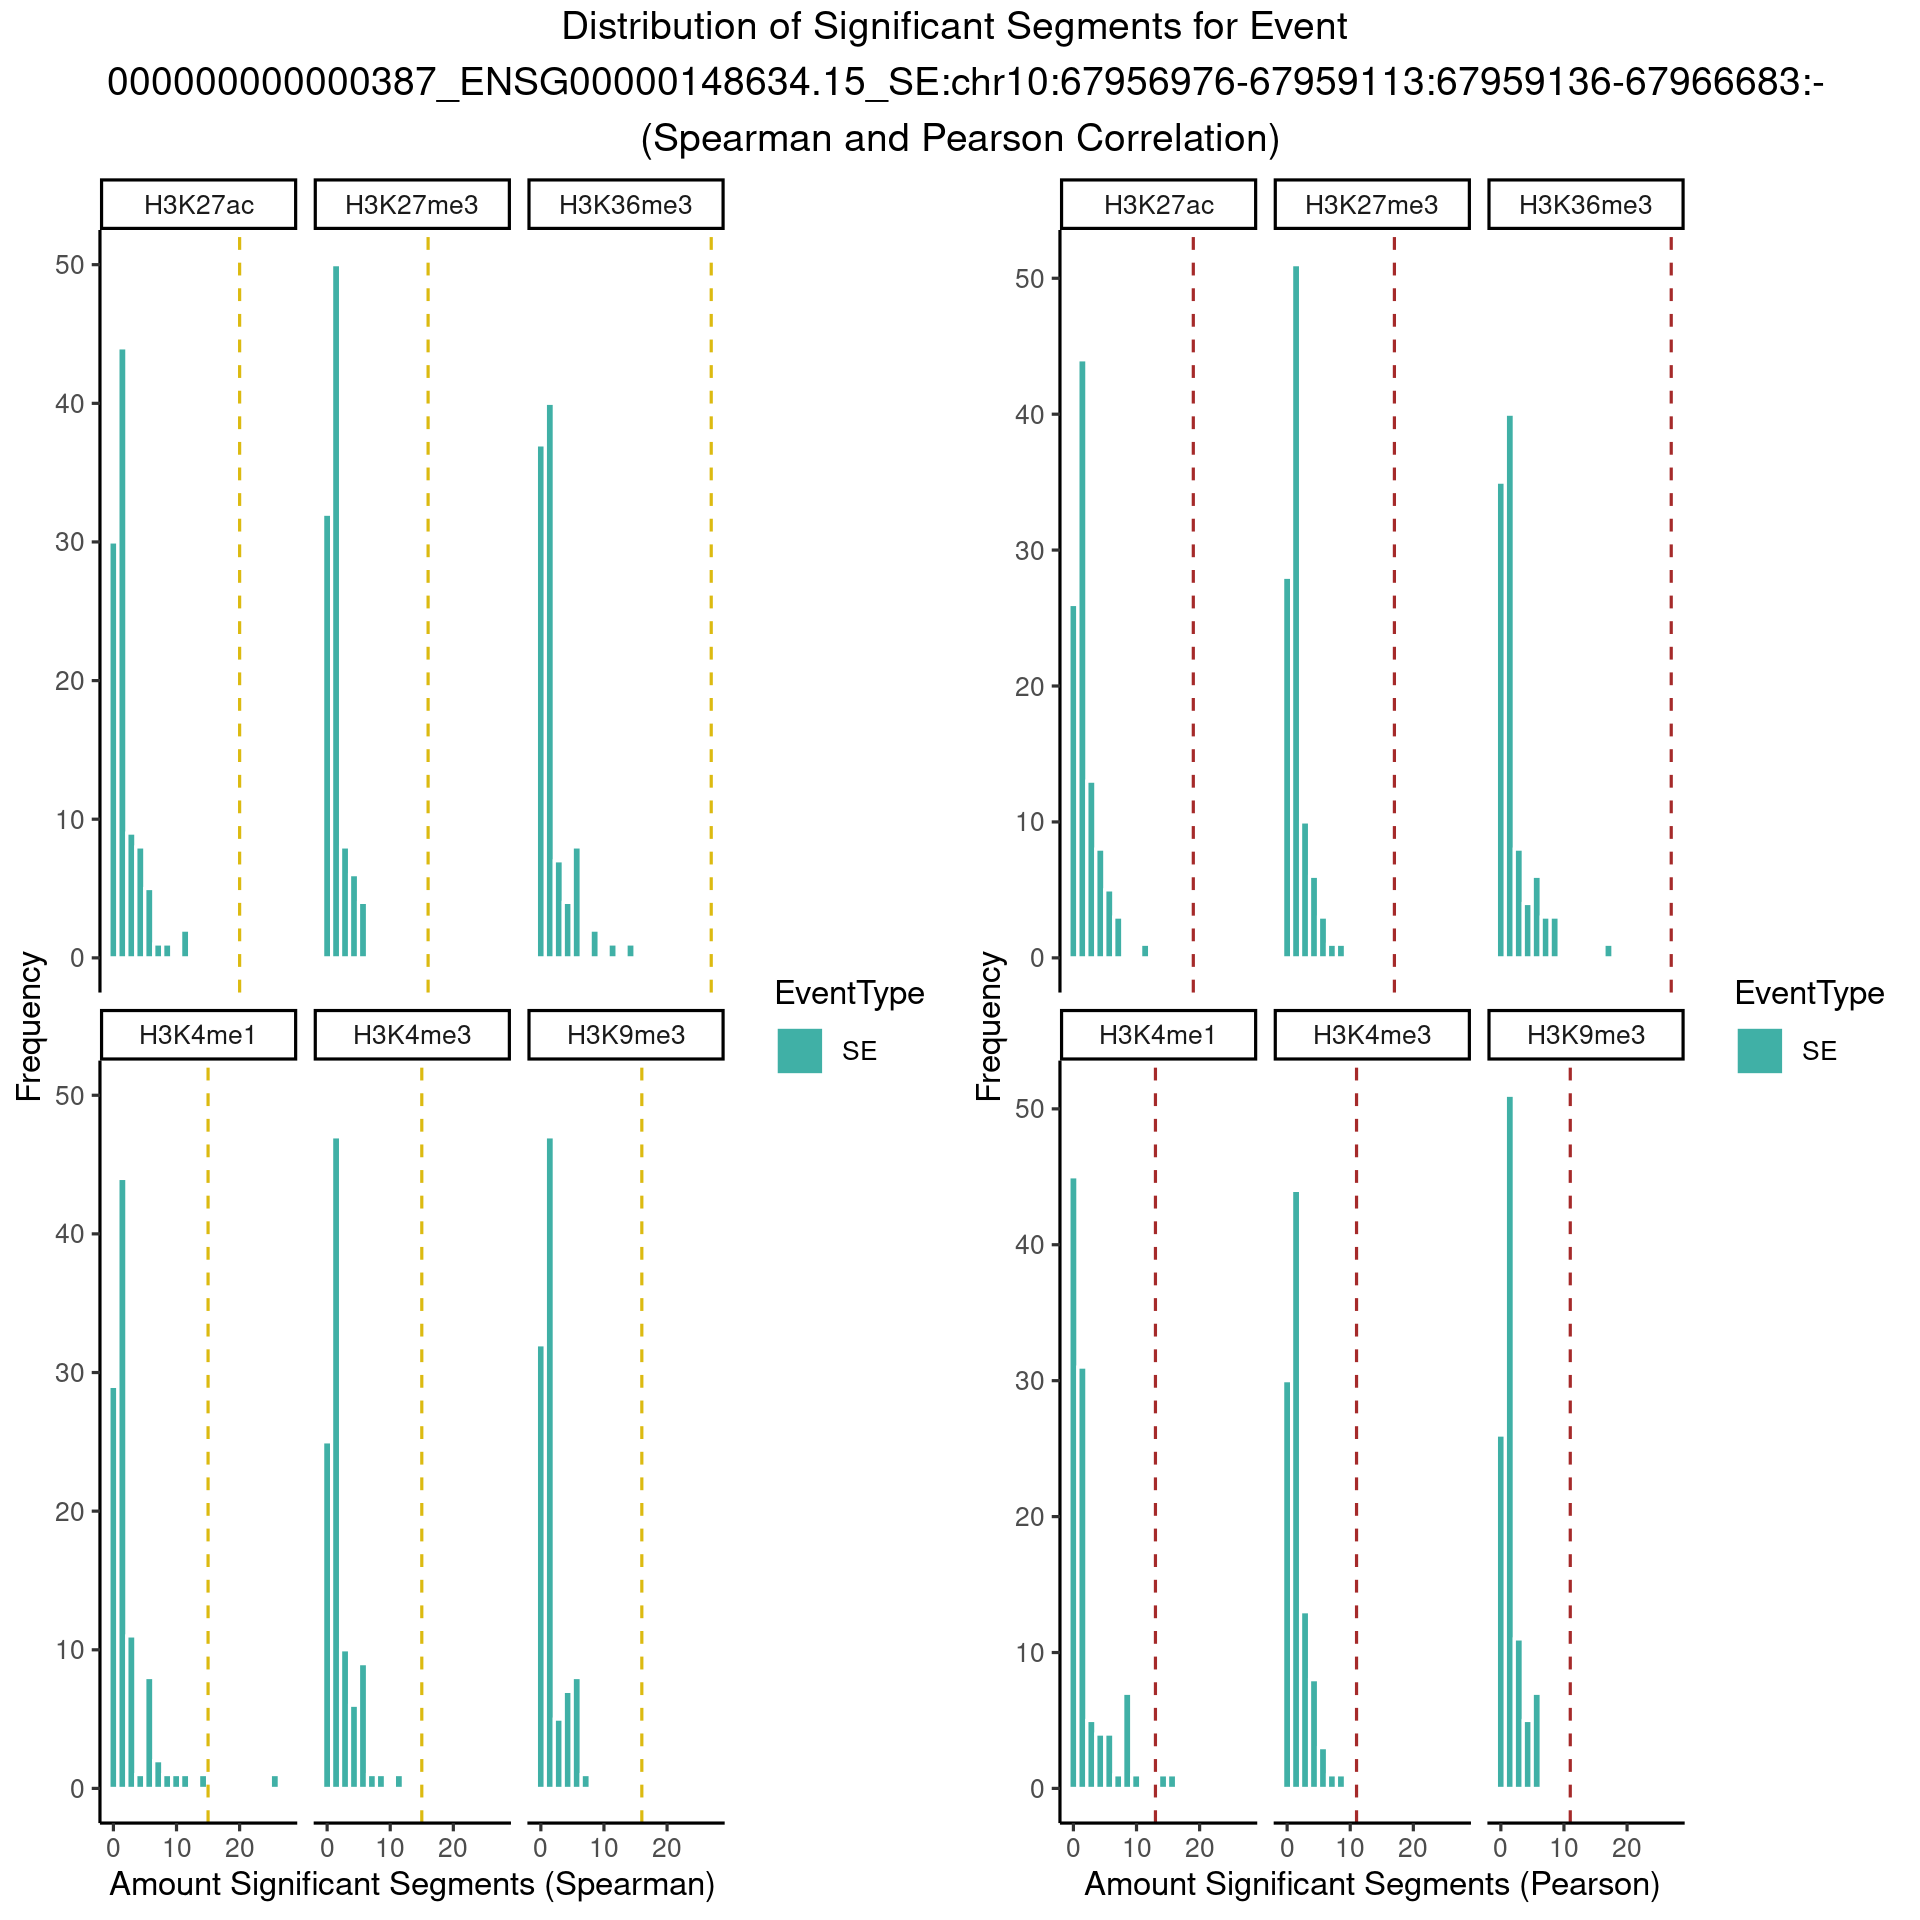 Distribution of Significant Segments for Event
000000000000387_ENSG00000148634.15_SE:chr10:67956976-67959113:67959136-67966683:-
(Spearman and Pearson Correlation)
H3K27ac H3K27me3 H3K36me3
50
40
30
20
10
0
H3K4me1 H3K4me3 H3K9me3
50
40
30
20
10
0
0 10 20 0 10 20 0 10 20
Frequency
Amount Significant Segments (Spearman)
EventType
SE
H3K27ac H3K27me3 H3K36me3
50
40
30
20
10
0
H3K4me1 H3K4me3 H3K9me3
50
40
30
20
10
0
0 10 20 0 10 20 0 10 20
Frequency
Amount Significant Segments (Pearson)
EventType
SE